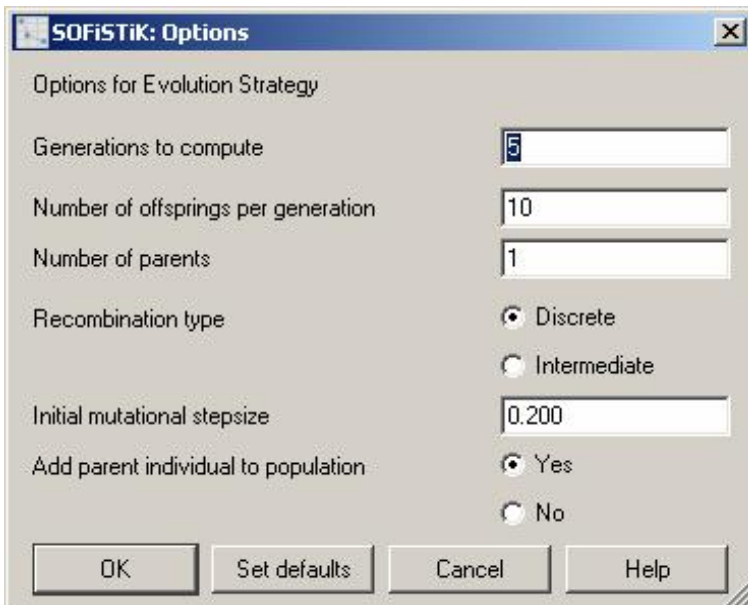 SOFiSTiK: Options
Options for Evolution Strategy
Generations to compute 5
Number of offsprings per generation 10
Number of parents 1
Recombination type Discrete
Intermediate
Initial mutational stepsize 0.200
Add parent individual to population Yes
No
OK Set defaults Cancel Help